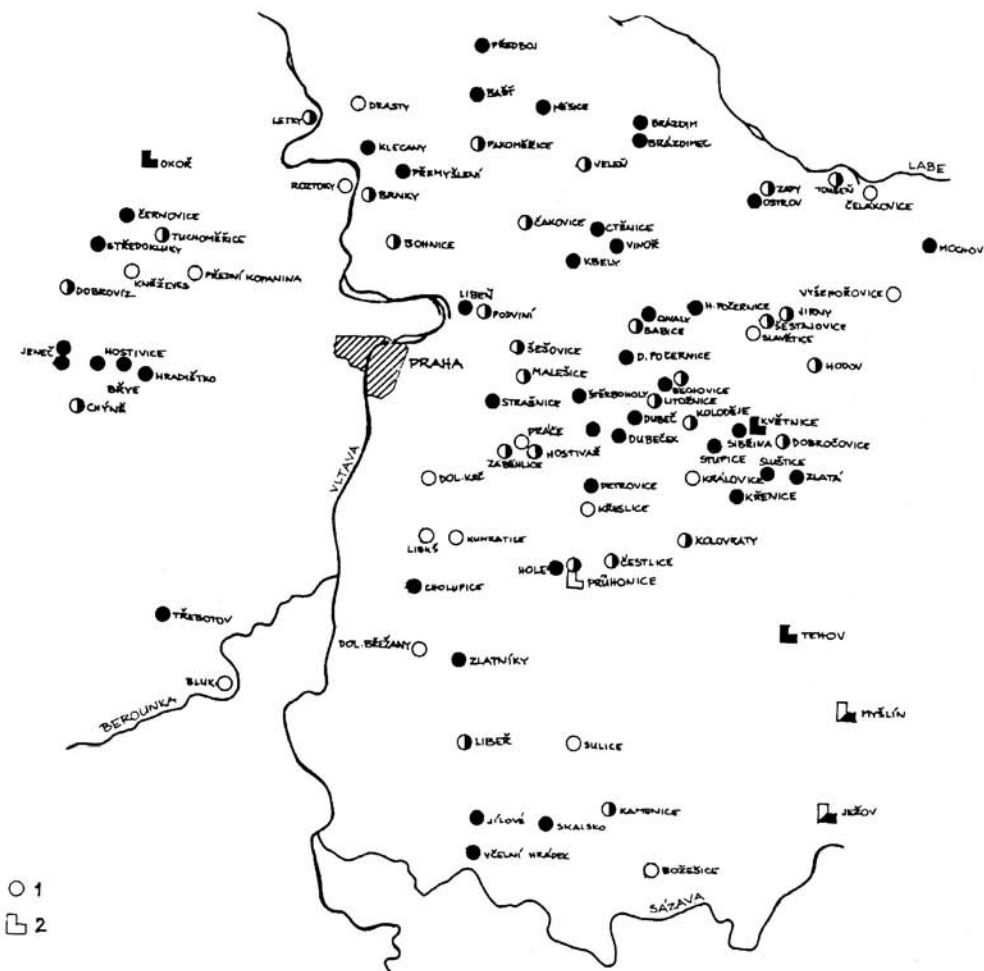 PŘEDBOJ
BAŠŤ
DRASTY
MĚŠICE
LETKY
BRÁZDIM
BRÁZDIMEC
KLECANY
PAKOMĚŘICE
OKOŘ
VELEŇ
PŘEMYŠLENÍ
LABE
ROZTOKY
BRNKY
ZÁPY
TOUŠEŇ
ČELÁKOVICE
OSTROV
ČERNOVICE
ČAKOVICE
CTĚNICE
TUCHOMĚŘICE
STŘEDOKLUKY
BOHNICE
VINOŘ
MOCHOV
KBELY
KNĚŽEVES
PŘEDNÍ KOPANINA
DOBROVÍZ
VYŠEHOŘOVICE
LIBEŇ
PODVINÍ
H. POČERNICE
JIRNY
ŠESTAJOVICE
BABICE
SLAVĚTICE
JENEČ
HOSTIVICE
PRAHA
ŠEŠOVICE
D. POČERNICE
HODOV
BŘVE
HRADIŠTKO
MALEŠICE
BĚCHOVICE
LITOŽNICE
CHÝNĚ
STRAŠNICE
ŠTĚRBOHOLY
DUBEČ
KOLODĚJE
KVĚTNICE
DUBEČEK
SIBŘINA
DOBROČOVICE
PRÁČE
ZÁBĚHLICE
HOSTIVAŘ
STUPICE
SLUŠTICE
DOL. KRČ
PETROVICE
KRÁLOVICE
ZLATÁ
KŘENICE
VLTAVA
KŘESLICE
LIBUŠ
KUNRATICE
KOLOVRATY
HOLE
ČESTLICE
PRŮHONICE
CHOLUPICE
TŘEBOTOV
TEHOV
DOL. BŘEŽANY
ZLATNÍKY
BLUK
BEROUNKA
MYŠLÍN
LIBEŘ
SULICE
JÍLOVÉ
SKALSKO
KAMENICE
JEŽOV
VČELNÍ HRÁDEK
BOŽEŠICE
SÁZAVA
1
2